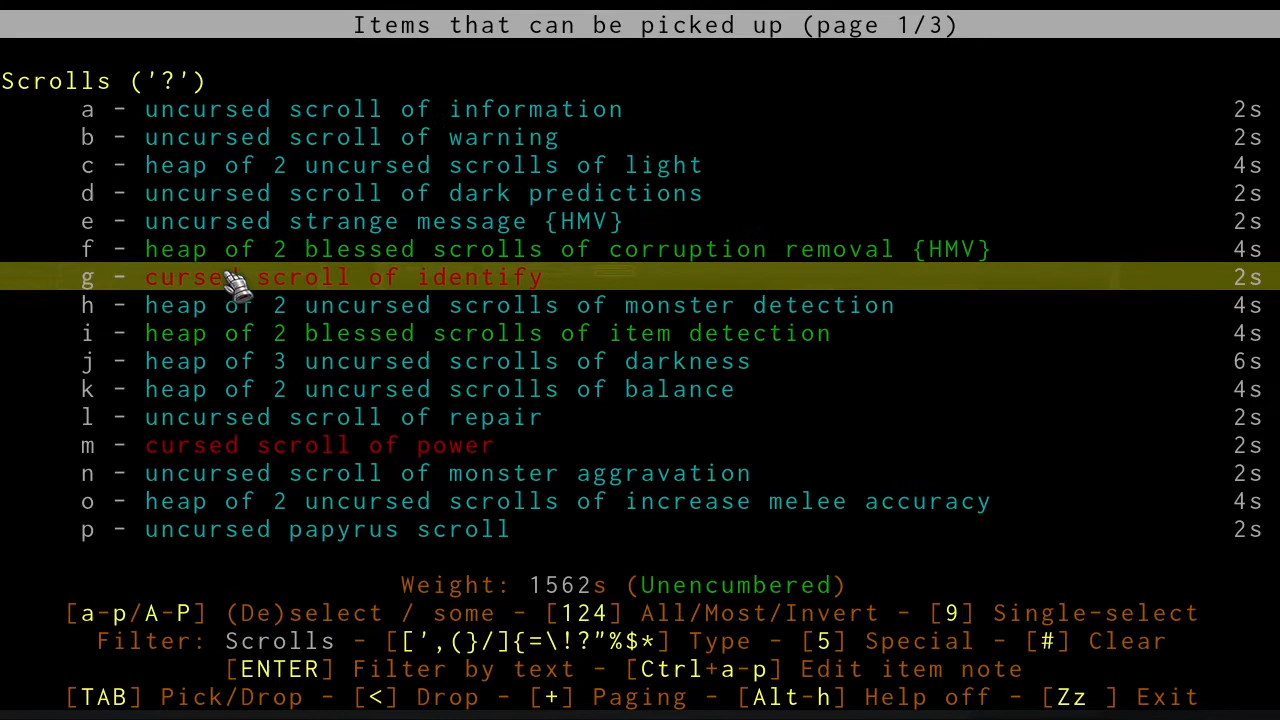 Items that can be picked up (page 1/3)
Scrolls ('?')
a - uncursed scroll of information 2s
b - uncursed scroll of warning 2s
c - heap of 2 uncursed scrolls of light 4s
d - uncursed scroll of dark predictions 2s
e - uncursed strange message {HMV} 2s
f - heap of 2 blessed scrolls of corruption removal {HMV} 4s
g - cursed scroll of identify 2s
h - heap of 2 uncursed scrolls of monster detection 4s
i - heap of 2 blessed scrolls of item detection 4s
j - heap of 3 uncursed scrolls of darkness 6s
k - heap of 2 uncursed scrolls of balance 4s
l - uncursed scroll of repair 2s
m - cursed scroll of power 2s
n - uncursed scroll of monster aggravation 2s
o - heap of 2 uncursed scrolls of increase melee accuracy 4s
p - uncursed papyrus scroll 2s
Weight: 1562s (Unencumbered)
[a-p/A-P] (De)select / some - [124] All/Most/Invert - [9] Single-select
Filter: Scrolls - [[',(}/]{=\!?"%$*] Type - [5] Special - [#] Clear
[ENTER] Filter by text - [Ctrl+a-p] Edit item note
[TAB] Pick/Drop - [<] Drop - [+] Paging - [Alt-h] Help off - [Zz ] Exit